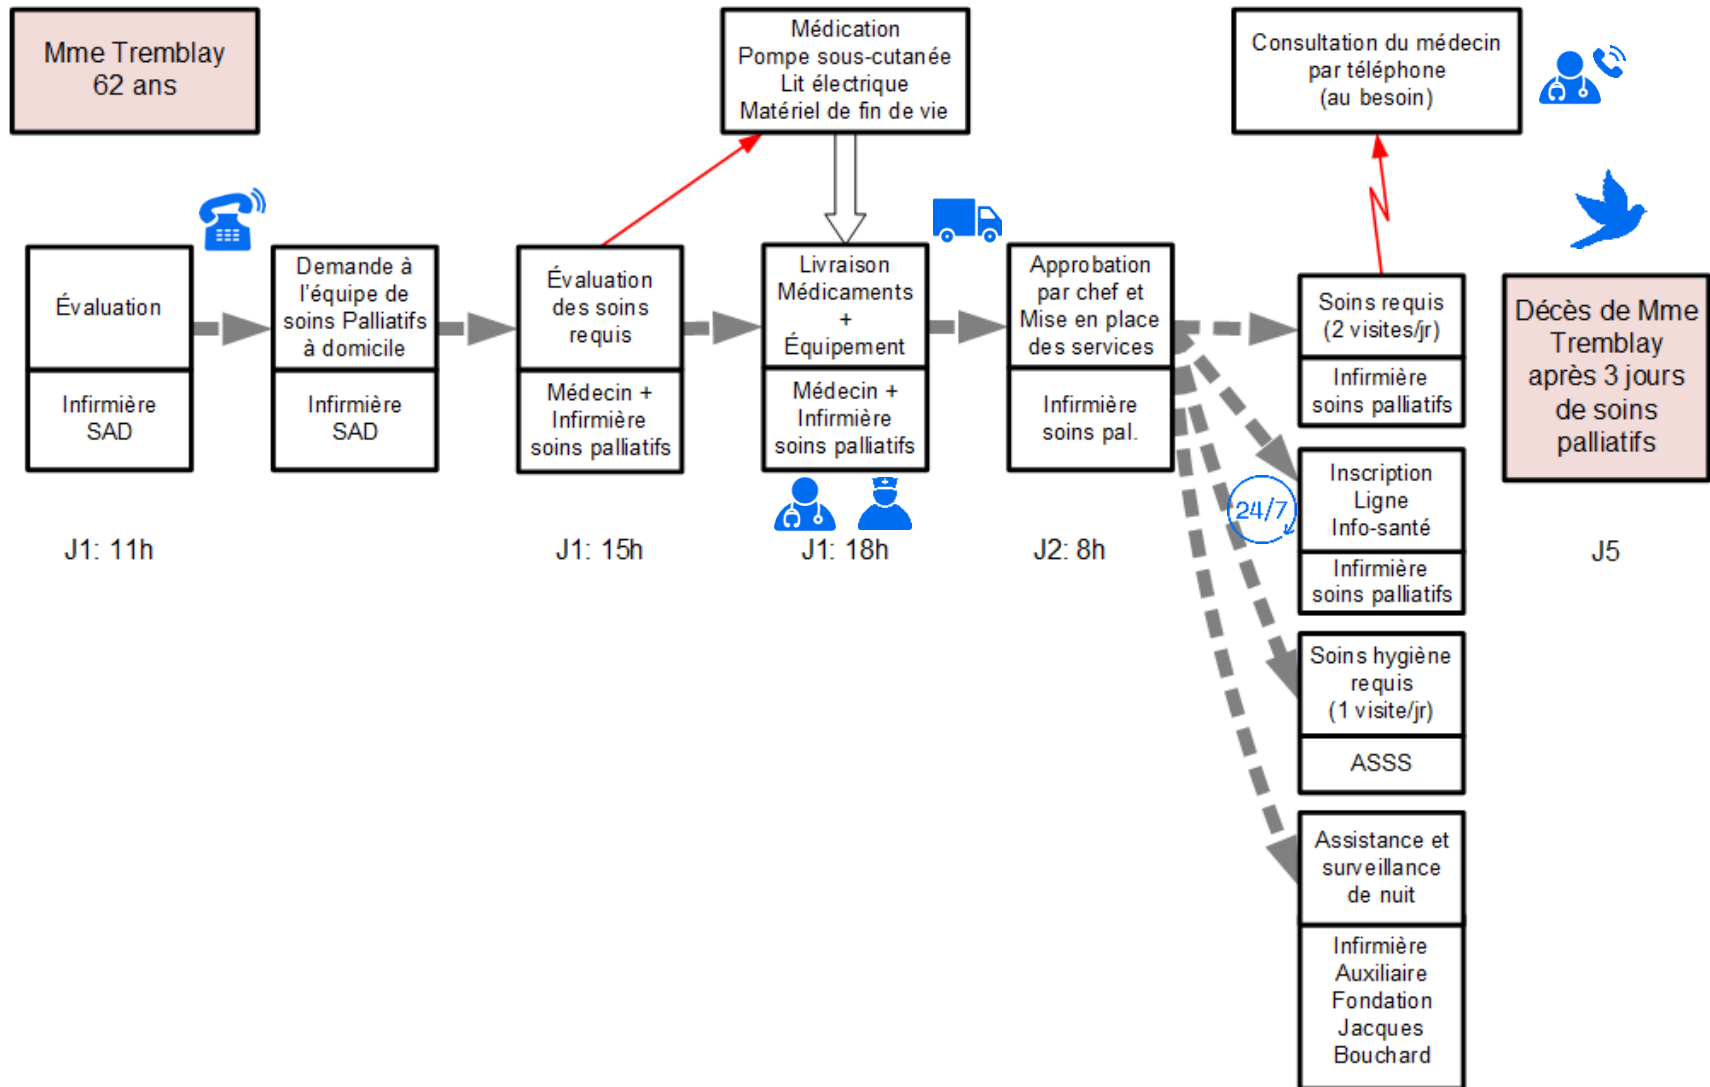 Mme Tremblay
62 ans
Médication
Pompe sous-cutanée
Lit électrique
Matériel de fin de vie
Consultation du médecin
par téléphone
(au besoin)
Évaluation
Infirmière
SAD
Demande à
l'équipe de
soins Palliatifs
à domicile
Infirmière
SAD
Évaluation
des soins
requis
Médecin +
Infirmière
soins palliatifs
Livraison
Médicaments
+
Équipement
Médecin +
Infirmière
soins palliatifs
Approbation
par chef et
Mise en place
des services
Infirmière
soins pal.
Soins requis
(2 visites/jr)
Infirmière
soins palliatifs
24/7
Inscription
Ligne
Info-santé
Infirmière
soins palliatifs
Soins hygiène
requis
(1 visite/jr)
ASSS
Assistance et
surveillance
de nuit
Infirmière
Auxiliaire
Fondation
Jacques
Bouchard
Décès de Mme
Tremblay
après 3 jours
de soins
palliatifs
J1: 11h
J1: 15h
J1: 18h
J2: 8h
J5